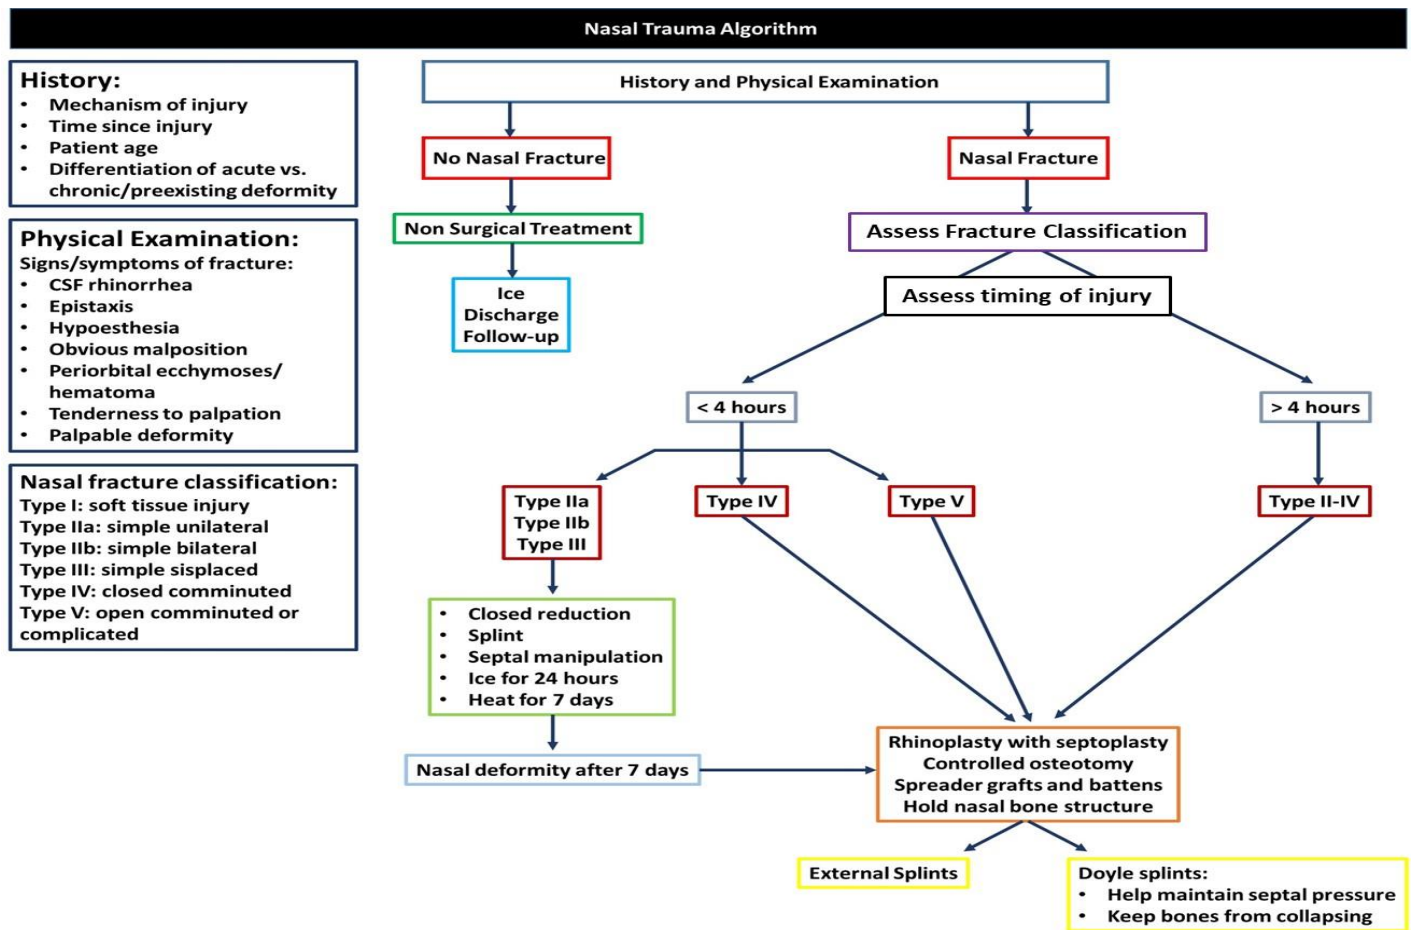 Nasal Trauma Algorithm
History:
• Mechanism of injury
• Time since injury
• Patient age
• Differentiation of acute vs.
chronic/preexisting deformity
Physical Examination:
Signs/symptoms of fracture:
• CSF rhinorrhea
• Epistaxis
• Hypoesthesia
• Obvious malposition
• Periorbital ecchymoses/
hematoma
• Tenderness to palpation
• Palpable deformity
Nasal fracture classification:
Type I: soft tissue injury
Type IIa: simple unilateral
Type IIb: simple bilateral
Type III: simple sisplaced
Type IV: closed comminuted
Type V: open comminuted or
complicated
History and Physical Examination
No Nasal Fracture
Nasal Fracture
Non Surgical Treatment
Assess Fracture Classification
Ice
Discharge
Follow-up
Assess timing of injury
< 4 hours
> 4 hours
Type IIa
Type IIb
Type III
Type IV
Type V
Type II-IV
• Closed reduction
• Splint
• Septal manipulation
• Ice for 24 hours
• Heat for 7 days
Nasal deformity after 7 days
Rhinoplasty with septoplasty
Controlled osteotomy
Spreader grafts and battens
Hold nasal bone structure
External Splints
Doyle splints:
• Help maintain septal pressure
• Keep bones from collapsing